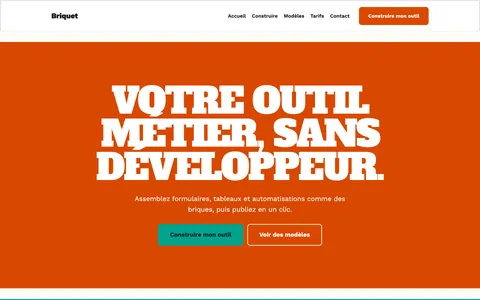 Briquet
Accueil Construire Modèles Tarifs Contact Construire mon outil
VOTRE OUTIL
MÉTIER, SANS
DÉVELOPPEUR.
Assemblez formulaires, tableaux et automatisations comme des
briques, puis publiez en un clic.
Construire mon outil Voir des modèles